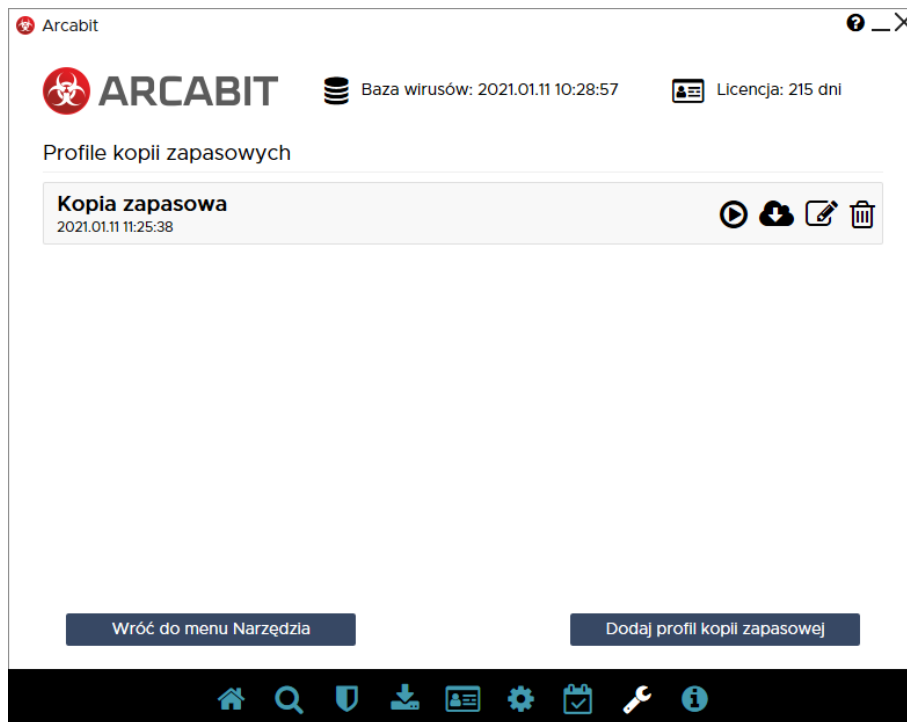 Arcabit
ARCABIT
Baza wirusów: 2021.01.11 10:28:57
Licencja: 215 dni
Profile kopii zapasowych
Kopia zapasowa
2021.01.11 11:25:38
Wróć do menu Narzędzia
Dodaj profil kopii zapasowej